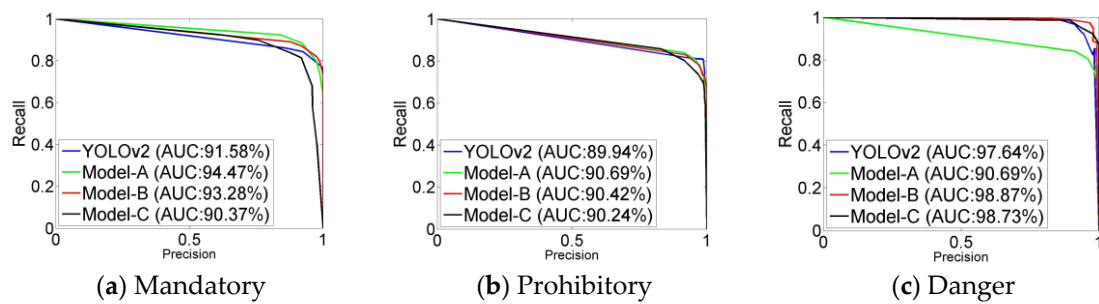 1
0.8
0.6
0.4
0.2
0
Recall
YOLOv2 (AUC:91.58%)
Model-A (AUC:94.47%)
Model-B (AUC:93.28%)
Model-C (AUC:90.37%)
0 0.5 1
Precision
(a) Mandatory
1
0.8
0.6
0.4
0.2
0
Recall
YOLOv2 (AUC:89.94%)
Model-A (AUC:90.69%)
Model-B (AUC:90.42%)
Model-C (AUC:90.24%)
0 0.5 1
Precision
(b) Prohibitory
1
0.8
0.6
0.4
0.2
0
Recall
YOLOv2 (AUC:97.64%)
Model-A (AUC:90.69%)
Model-B (AUC:98.87%)
Model-C (AUC:98.73%)
0 0.5 1
Precision
(c) Danger